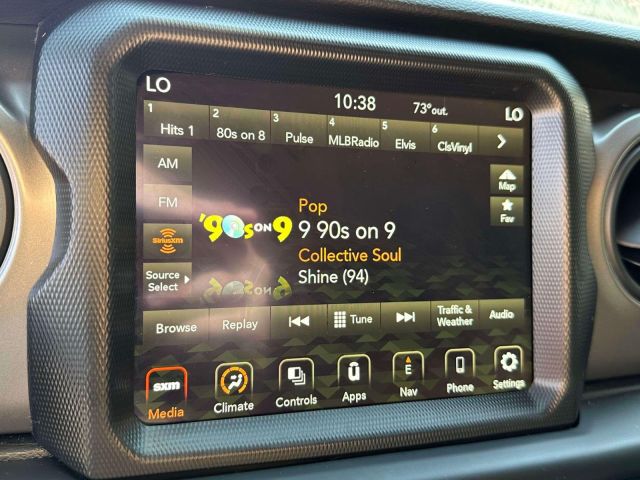 LO
10:38 73°out. LO
1 Hits 1 2 80s on 8 3 Pulse 4 MLBRadio 5 Elvis 6 ClsVinyl
AM
Map
FM
Fav
SiriusXM
'90s ON 9
Pop
9 90s on 9
Collective Soul
Shine (94)
Source
Select
Browse Replay Tune Traffic & Weather Audio
sxm E
Media Climate Controls Apps Nav Phone Settings